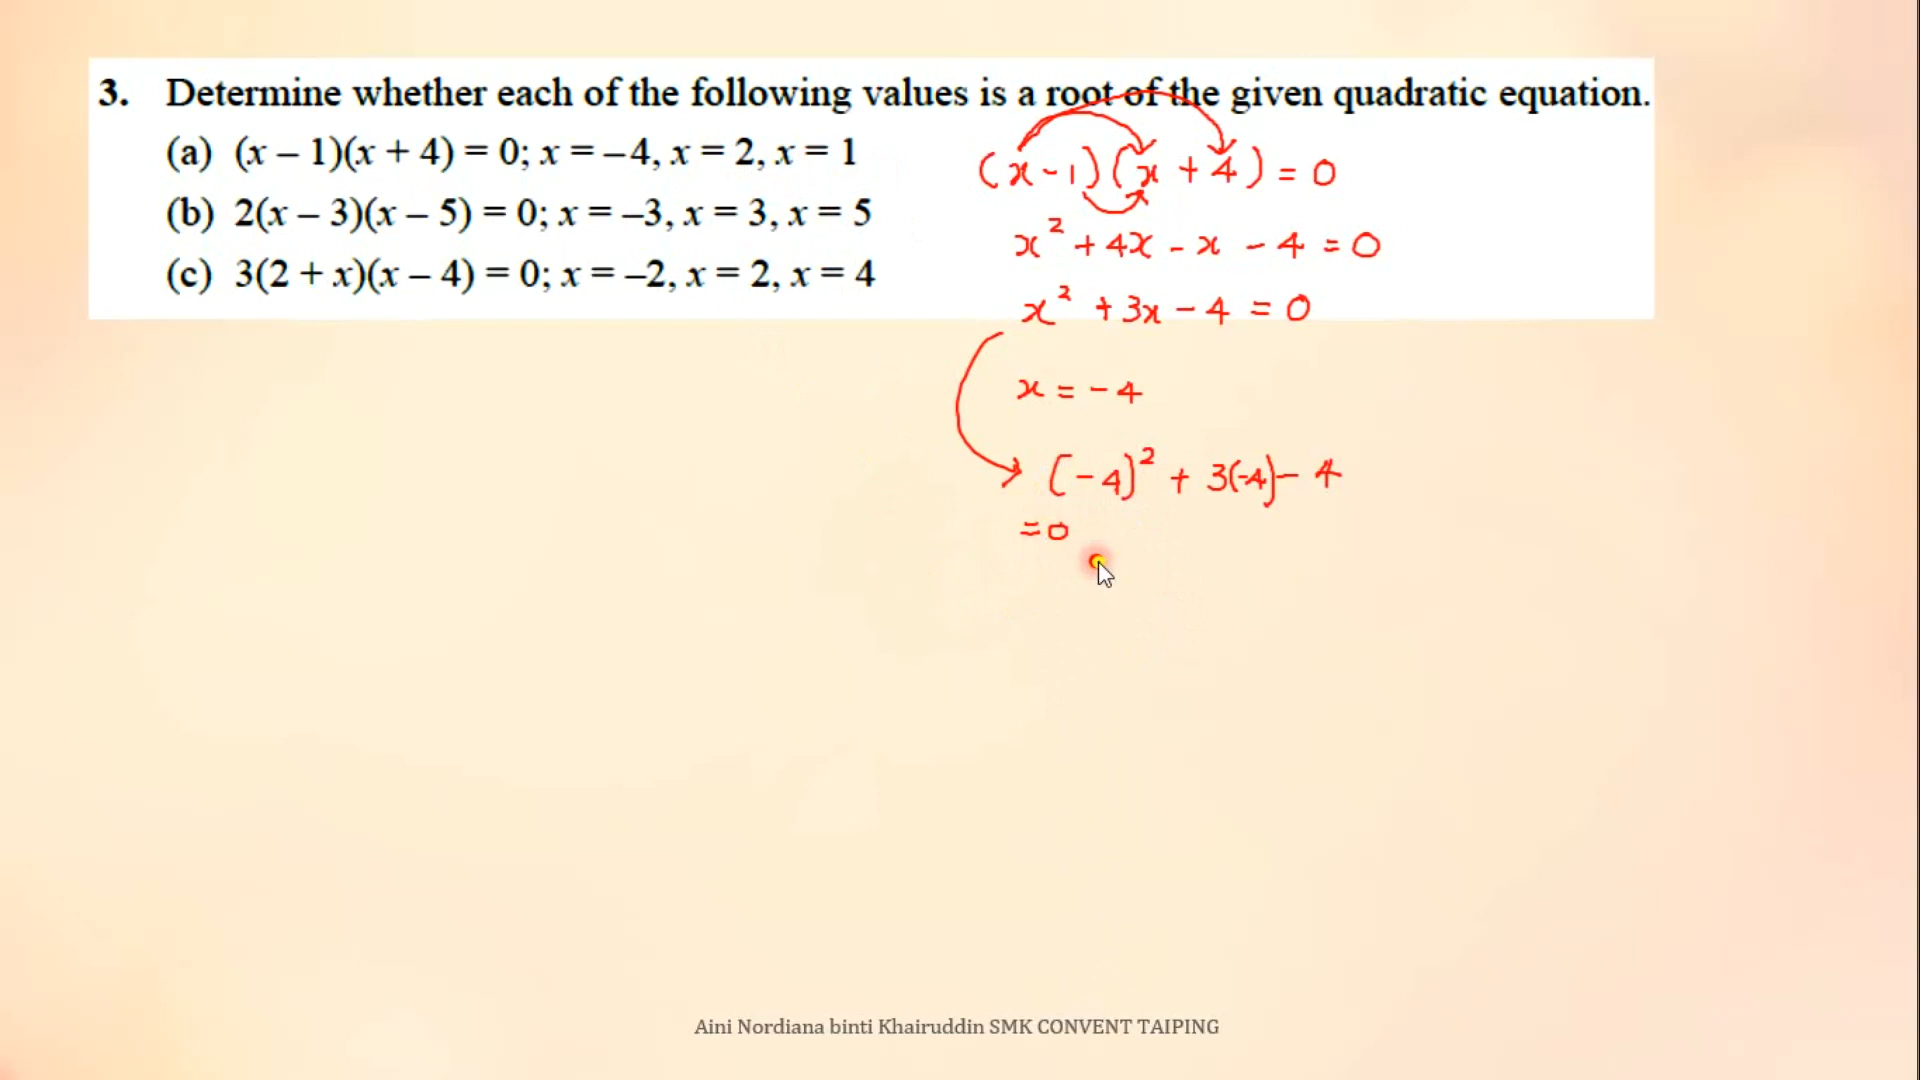 3. Determine whether each of the following values is a root of the given quadratic equation.
(a) (x – 1)(x + 4) = 0; x = –4, x = 2, x = 1
(b) 2(x – 3)(x – 5) = 0; x = –3, x = 3, x = 5
(c) 3(2 + x)(x – 4) = 0; x = –2, x = 2, x = 4
(x - 1)(x + 4) = 0
x² + 4x - x - 4 = 0
x² + 3x - 4 = 0
x = - 4
(- 4)² + 3(-4) - 4
= 0
Aini Nordiana binti Khairuddin SMK CONVENT TAIPING